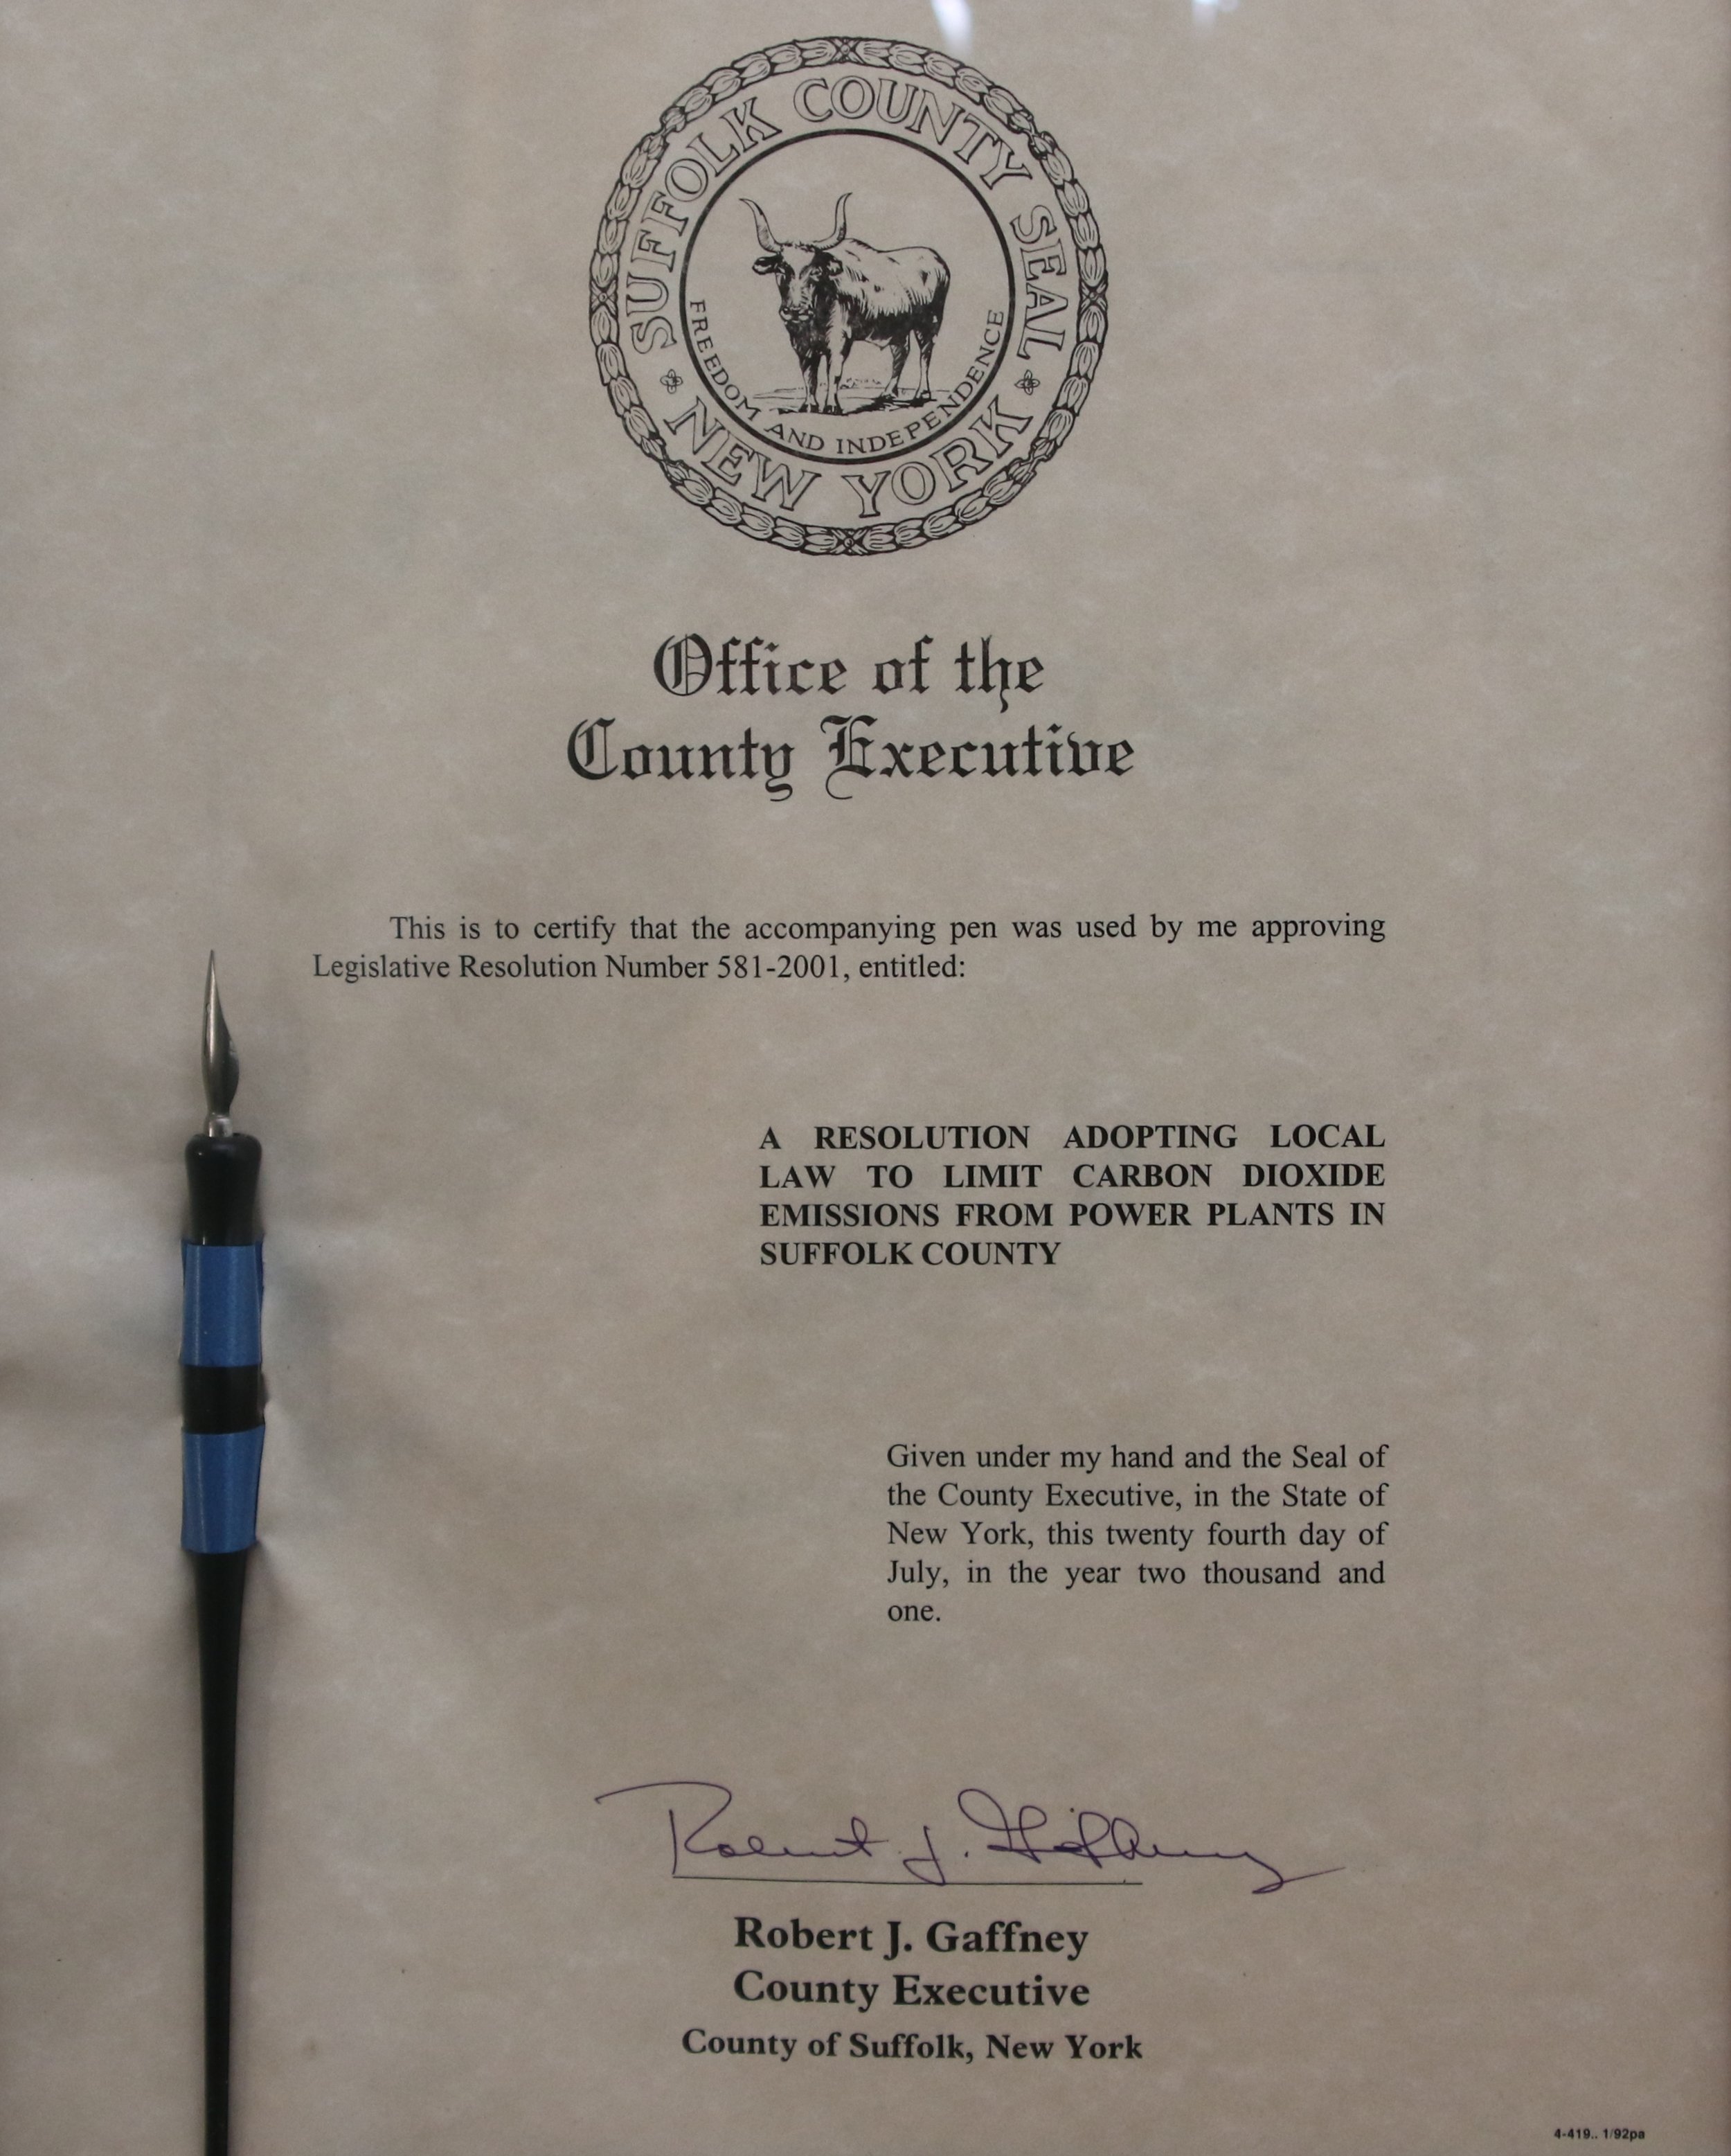 SUFFOLK COUNTY SEAL
FREEDOM AND INDEPENDENCE
NEW YORK
Office of the
County Executive
This is to certify that the accompanying pen was used by me approving
Legislative Resolution Number 581-2001, entitled:
A RESOLUTION ADOPTING LOCAL
LAW TO LIMIT CARBON DIOXIDE
EMISSIONS FROM POWER PLANTS IN
SUFFOLK COUNTY
Given under my hand and the Seal of
the County Executive, in the State of
New York, this twenty fourth day of
July, in the year two thousand and
one.
Robert J. Gaffney
Robert J. Gaffney
County Executive
County of Suffolk, New York
4-419.. 1/92pa